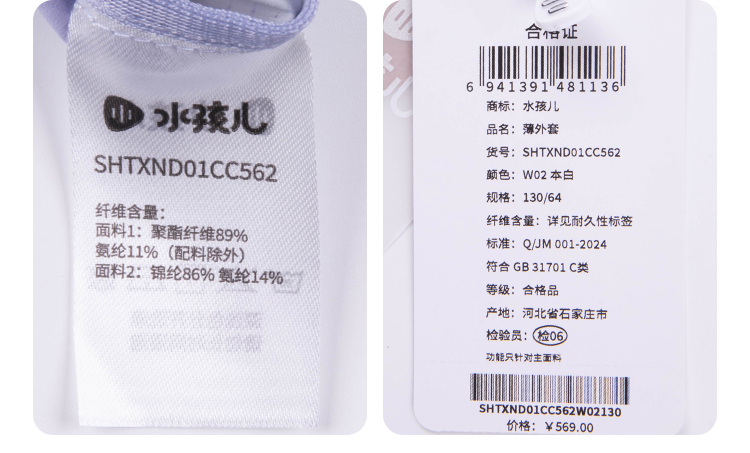 水孩儿
SHTXND01CC562
纤维含量：
面料1：聚酯纤维89%
氨纶11%（配料除外）
面料2：锦纶86% 氨纶14%
合格证
6 941391 481136
商标：水孩儿
品名：薄外套
货号：SHTXND01CC562
颜色：W02 本白
规格：130/64
纤维含量：详见耐久性标签
标准：Q/JM 001-2024
符合 GB 31701 C类
等级：合格品
产地：河北省石家庄市
检验员：检06
功能只针对主面料
SHTXND01CC562W02130
价格：￥569.00